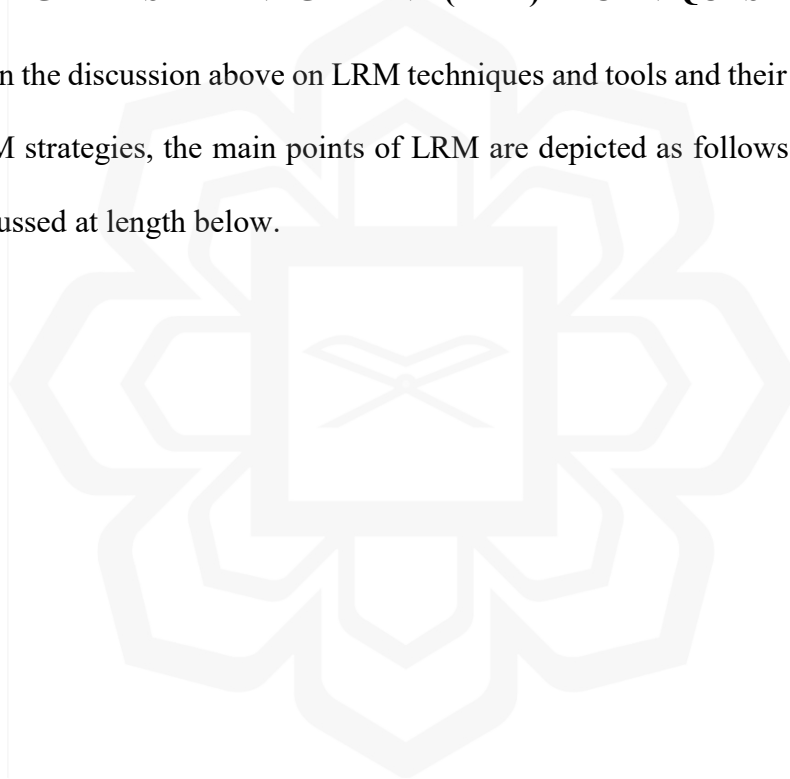 n the discussion above on LRM techniques and tools and their
M strategies, the main points of LRM are depicted as follows
ussed at length below.